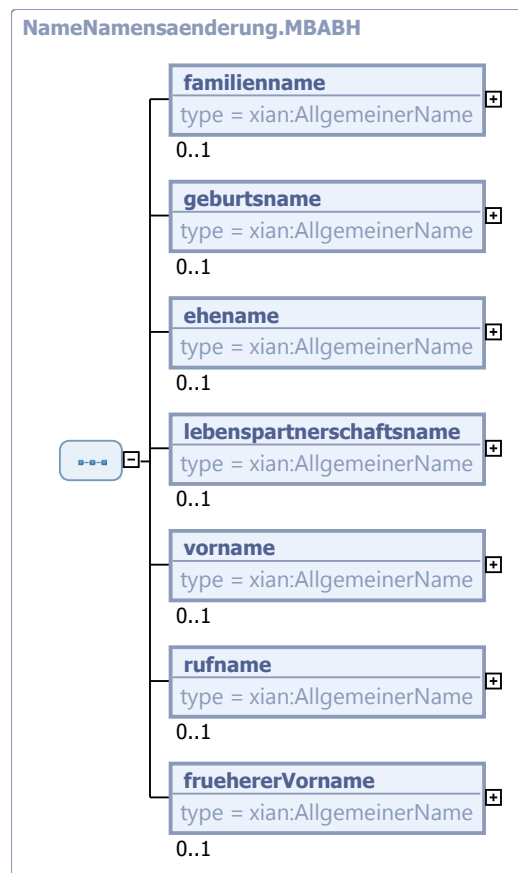 NameNamensaenderung.MBABH
familienname
type = xian:AllgemeinerName
0..1
geburtsname
type = xian:AllgemeinerName
0..1
ehename
type = xian:AllgemeinerName
0..1
lebenspartnerschaftsname
type = xian:AllgemeinerName
0..1
vorname
type = xian:AllgemeinerName
0..1
rufname
type = xian:AllgemeinerName
0..1
fruehererVorname
type = xian:AllgemeinerName
0..1